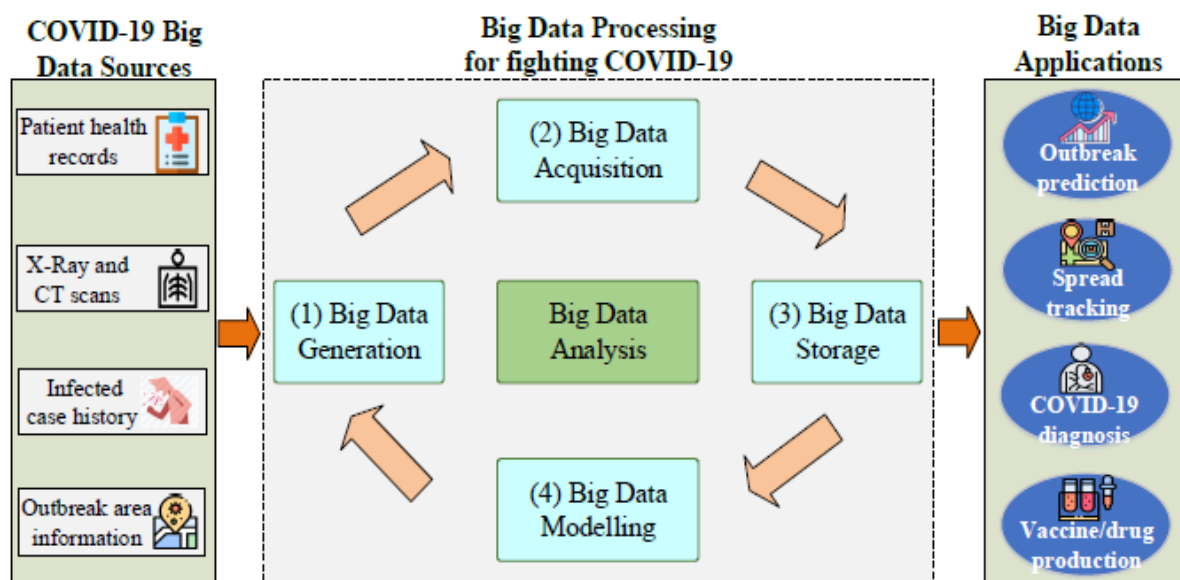 COVID-19 Big
Data Sources
Patient health
records
X-Ray and
CT scans
Infected
case history
Outbreak area
information
Big Data Processing
for fighting COVID-19
(2) Big Data
Acquisition
(1) Big Data
Generation
Big Data
Analysis
(3) Big Data
Storage
(4) Big Data
Modelling
Big Data
Applications
Outbreak
prediction
Spread
tracking
COVID-19
diagnosis
Vaccine/drug
production